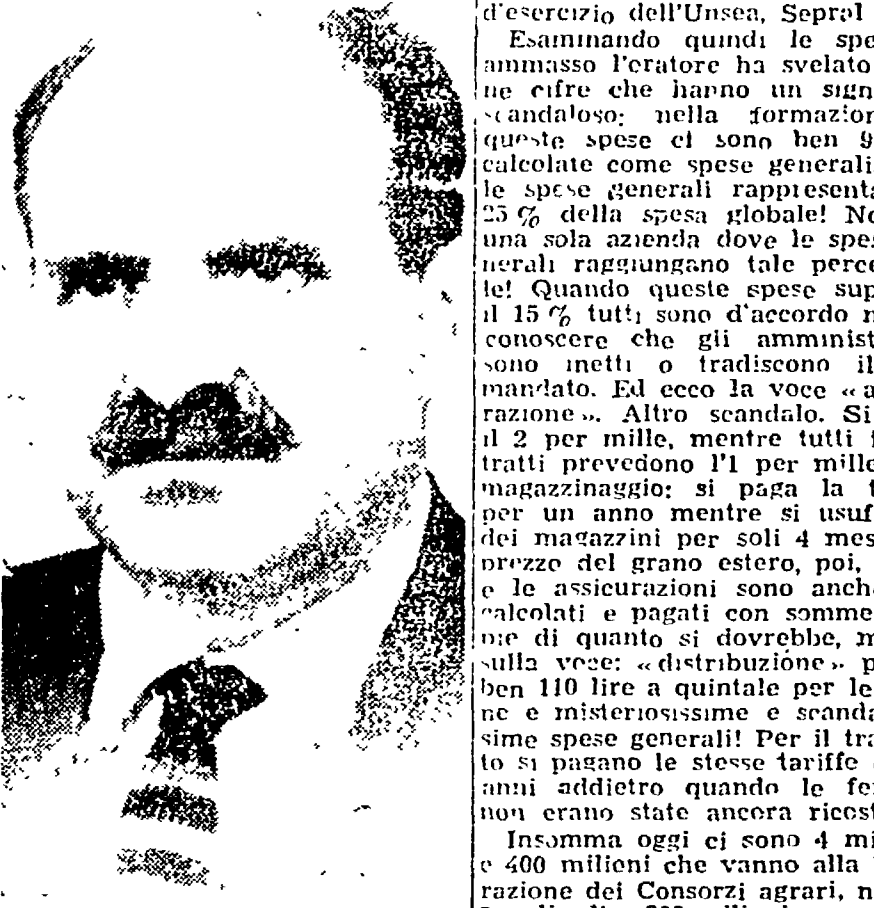 d'esercizio dell'Unsea, Sepral
Esaminando quindi le spe
ammasso l'oratore ha svelato
ne cifre che hanno un sign
scandaloso: nella formazion
queste spese ci sono ben 9
calcolate come spese generali
le spese generali rappresenta
25 % della spesa globale! No
una sola azienda dove le spes
nerali raggiungano tale perce
le! Quando queste spese sup
il 15 % tutti sono d'accordo n
conoscere che gli amminist
sono inetti o tradiscono il
mandato. Ed ecco la voce « a
razione ». Altro scandalo. Si
il 2 per mille, mentre tutti
tratti prevedono l'1 per mille
magazzinaggio: si paga la t
per un anno mentre si usuf
dei magazzini per soli 4 mes
prezzo del grano estero, poi,
e le assicurazioni sono anch
calcolati e pagati con somme
me di quanto si dovrebbe, m
sulla voce: « distribuzione » p
ben 110 lire a quintale per le
ne e misteriosissime e scanda
sime spese generali! Per il tra
to si pagano le stesse tariffe
anni addietro quando le fe
non erano state ancora ricost
Insomma oggi ci sono 4 mi
e 400 milioni che vanno alla
razione dei Consorzi agrari, n